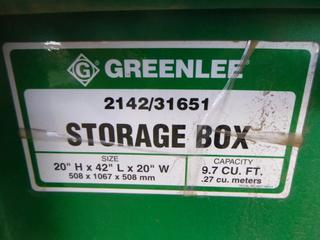 G
GREENLEE
2142/31651
STORAGE BOX
SIZE
20" H x 42" L x 20" W
508 x 1067 x 508 mm
CAPACITY
9.7 CU. FT.
.27 cu. meters